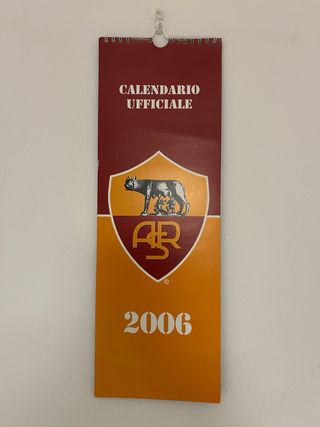 CALENDARIO
UFFICIALE
ASR
®
2006